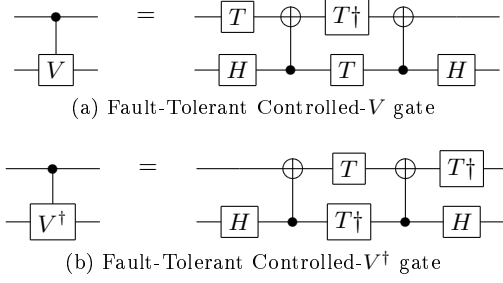 = T T†
V H T H
(a) Fault-Tolerant Controlled-V gate
= T T†
V† H T† H
(b) Fault-Tolerant Controlled-V† gate